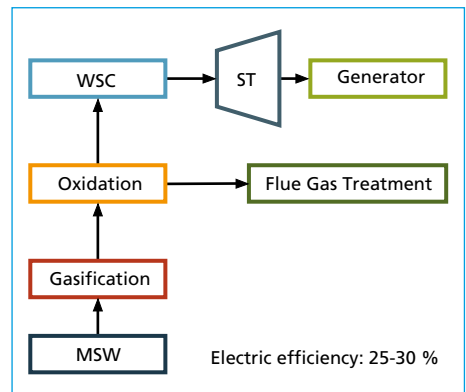 WSC
ST
Generator
Oxidation
Flue Gas Treatment
Gasification
MSW
Electric efficiency: 25-30 %